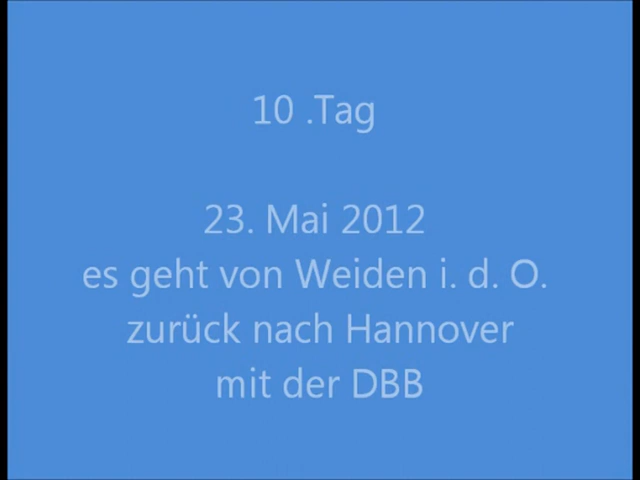 10 .Tag
23. Mai 2012
es geht von Weiden i. d. O.
zurück nach Hannover
mit der DBB